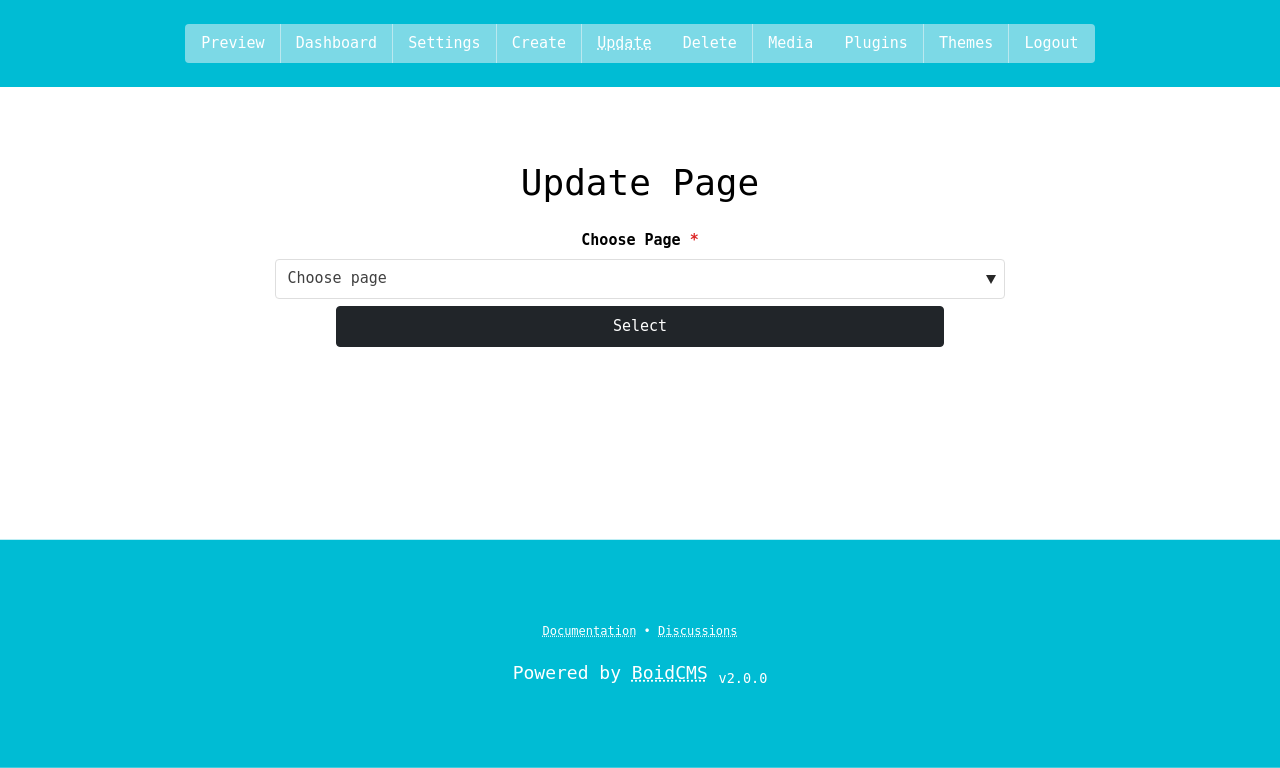 Preview Dashboard Settings Create Update Delete Media Plugins Themes Logout
Update Page
Choose Page *
Choose page
Select
Documentation • Discussions
Powered by BoidCMS v2.0.0